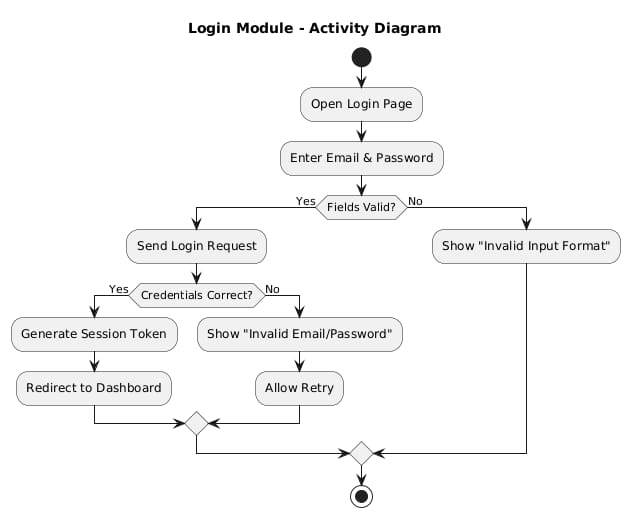 Login Module - Activity Diagram
Open Login Page
Enter Email & Password
Yes
Fields Valid?
No
Send Login Request
Show "Invalid Input Format"
Yes
Credentials Correct?
No
Generate Session Token
Show "Invalid Email/Password"
Redirect to Dashboard
Allow Retry